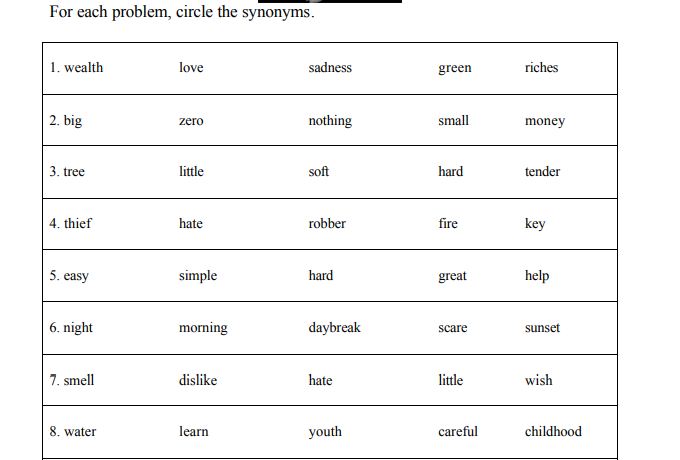 For each problem, circle the synonyms.
1. wealth love sadness green riches
2. big zero nothing small money
3. tree little soft hard tender
4. thief hate robber fire key
5. easy simple hard great help
6. night morning daybreak scare sunset
7. smell dislike hate little wish
8. water learn youth careful childhood